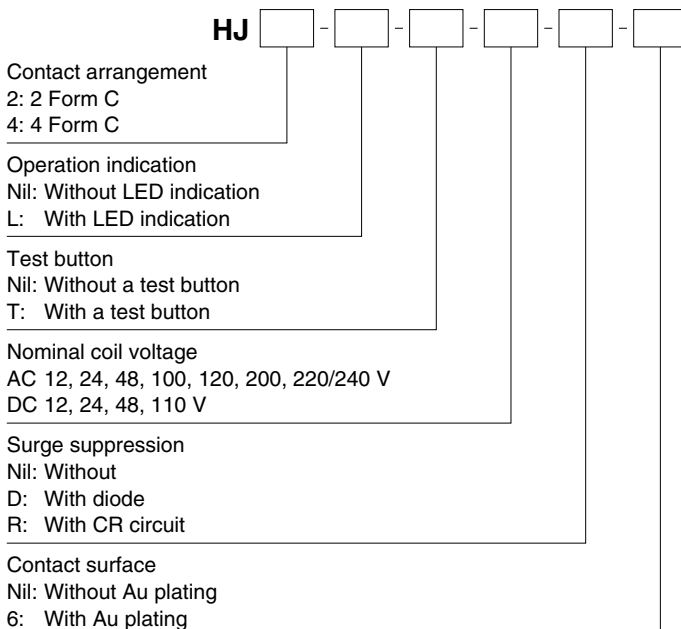 HJ - - - - -
Contact arrangement
2: 2 Form C
4: 4 Form C
Operation indication
Nil: Without LED indication
L: With LED indication
Test button
Nil: Without a test button
T: With a test button
Nominal coil voltage
AC 12, 24, 48, 100, 120, 200, 220/240 V
DC 12, 24, 48, 110 V
Surge suppression
Nil: Without
D: With diode
R: With CR circuit
Contact surface
Nil: Without Au plating
6: With Au plating